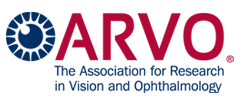 ARVO®
The Association for Research
in Vision and Ophthalmology